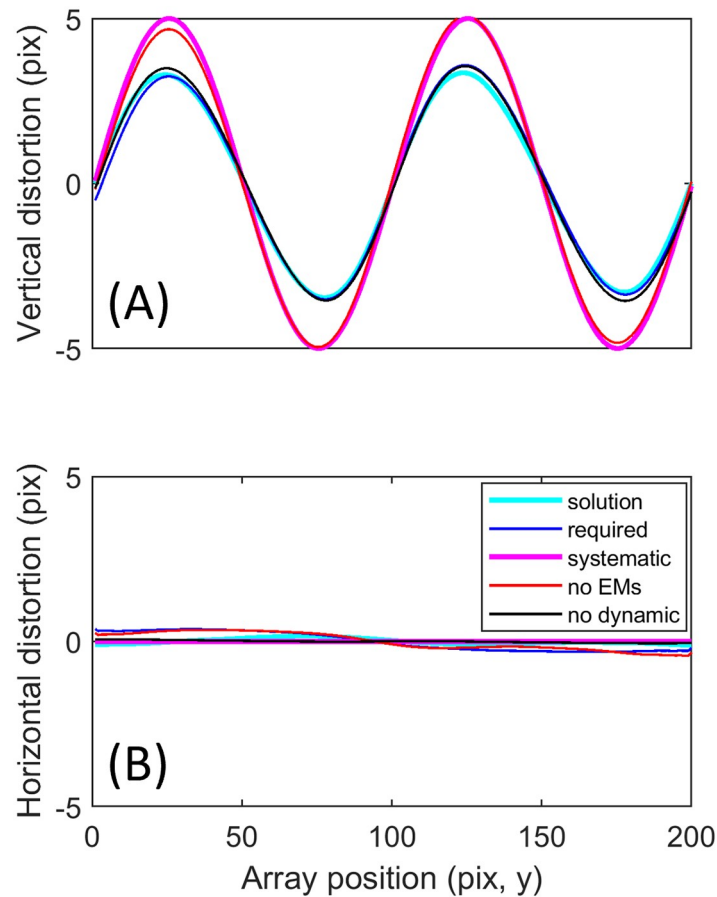 5
0
-5
Vertical distortion (pix)
(A)
5
0
-5
Horizontal distortion (pix)
solution
required
systematic
no EMs
no dynamic
(B)
0
50
100
150
200
Array position (pix, y)